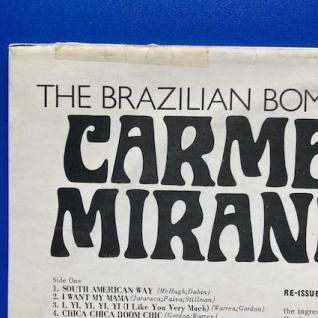 THE BRAZILIAN BOM
CARME
MIRAN
Side One
1. SOUTH AMERICAN WAY (McHugh;Dubin)
2. I WANT MY MAMA (Jararaca;Paiva;Stillman)
3. I, YI, YI, YI, YI (I Like You Very Much) (Warren;Gordon)
4. CHICA CHICA BOOM CHIC (Gordon;Warren)
RE-ISSUE
the ingre